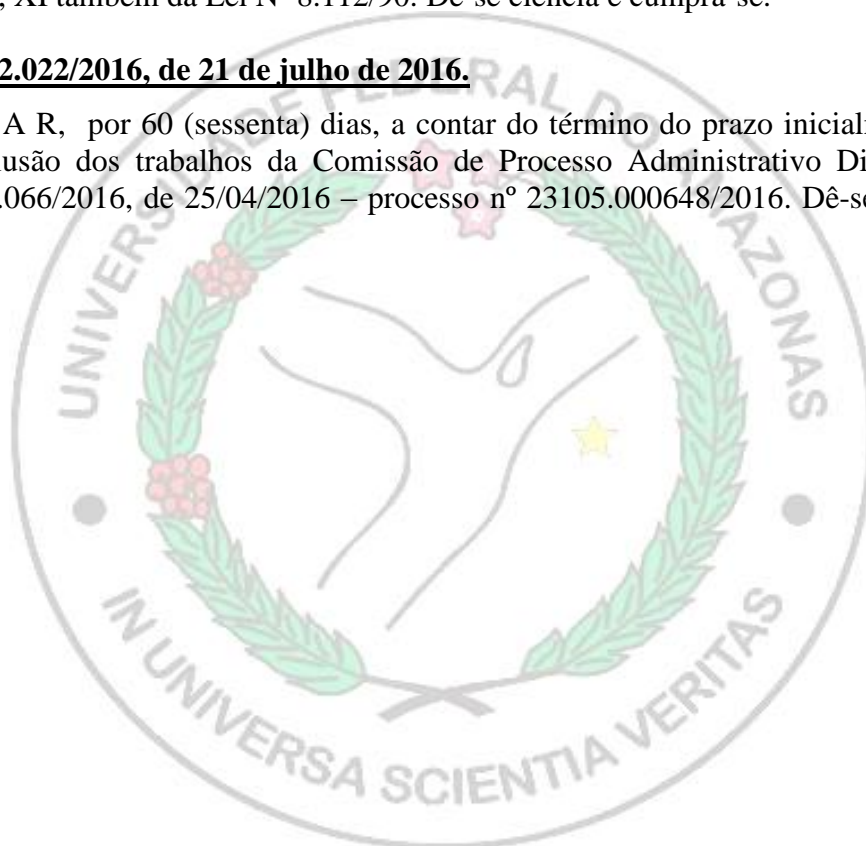 , XI também da Lei Nº 8.112/90. Dê-se ciência e cumpra-se.
2.022/2016, de 21 de julho de 2016.
A R, por 60 (sessenta) dias, a contar do término do prazo inicial
lusão dos trabalhos da Comissão de Processo Administrativo Di
.066/2016, de 25/04/2016 – processo nº 23105.000648/2016. Dê-se
UNIVERSIDADE FEDERAL DO AMAZONAS
IN UNIVERSA SCIENTIA VERITAS